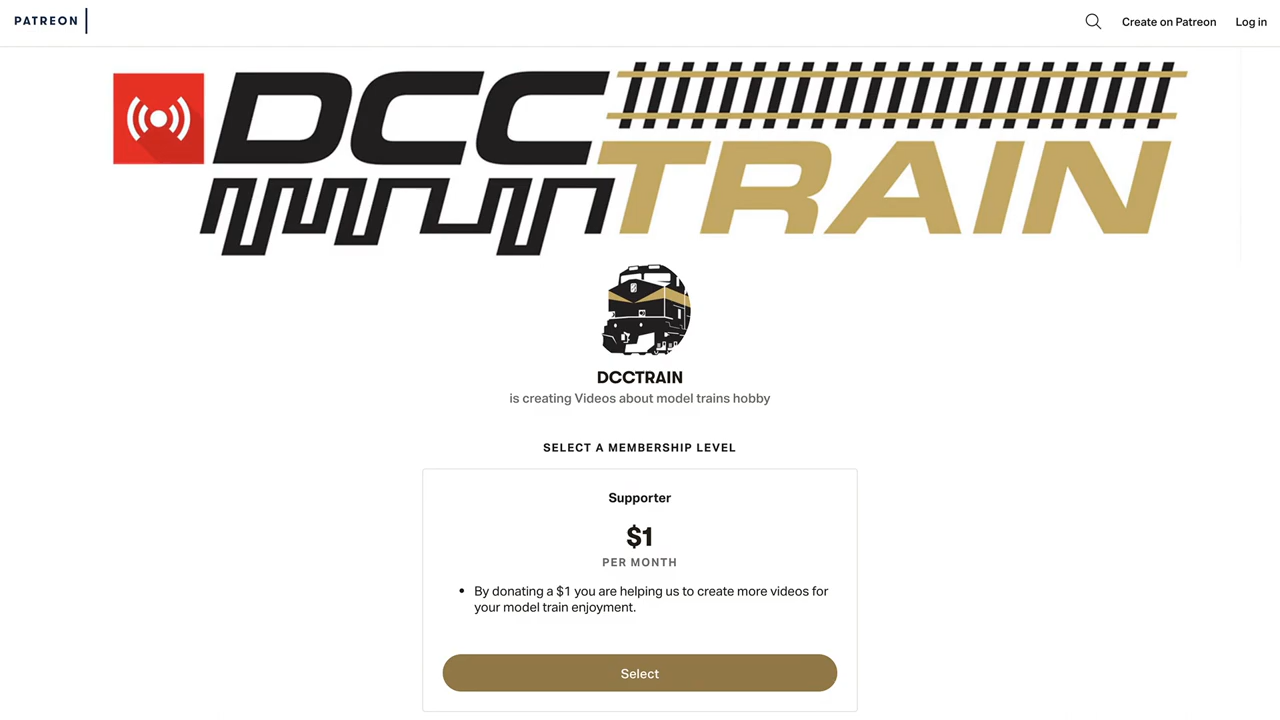 PATREON
Create on Patreon
Log in
DCC
TRAIN
DCCTRAIN
is creating Videos about model trains hobby
SELECT A MEMBERSHIP LEVEL
Supporter
$1
PER MONTH
• By donating a $1 you are helping us to create more videos for
your model train enjoyment.
Select